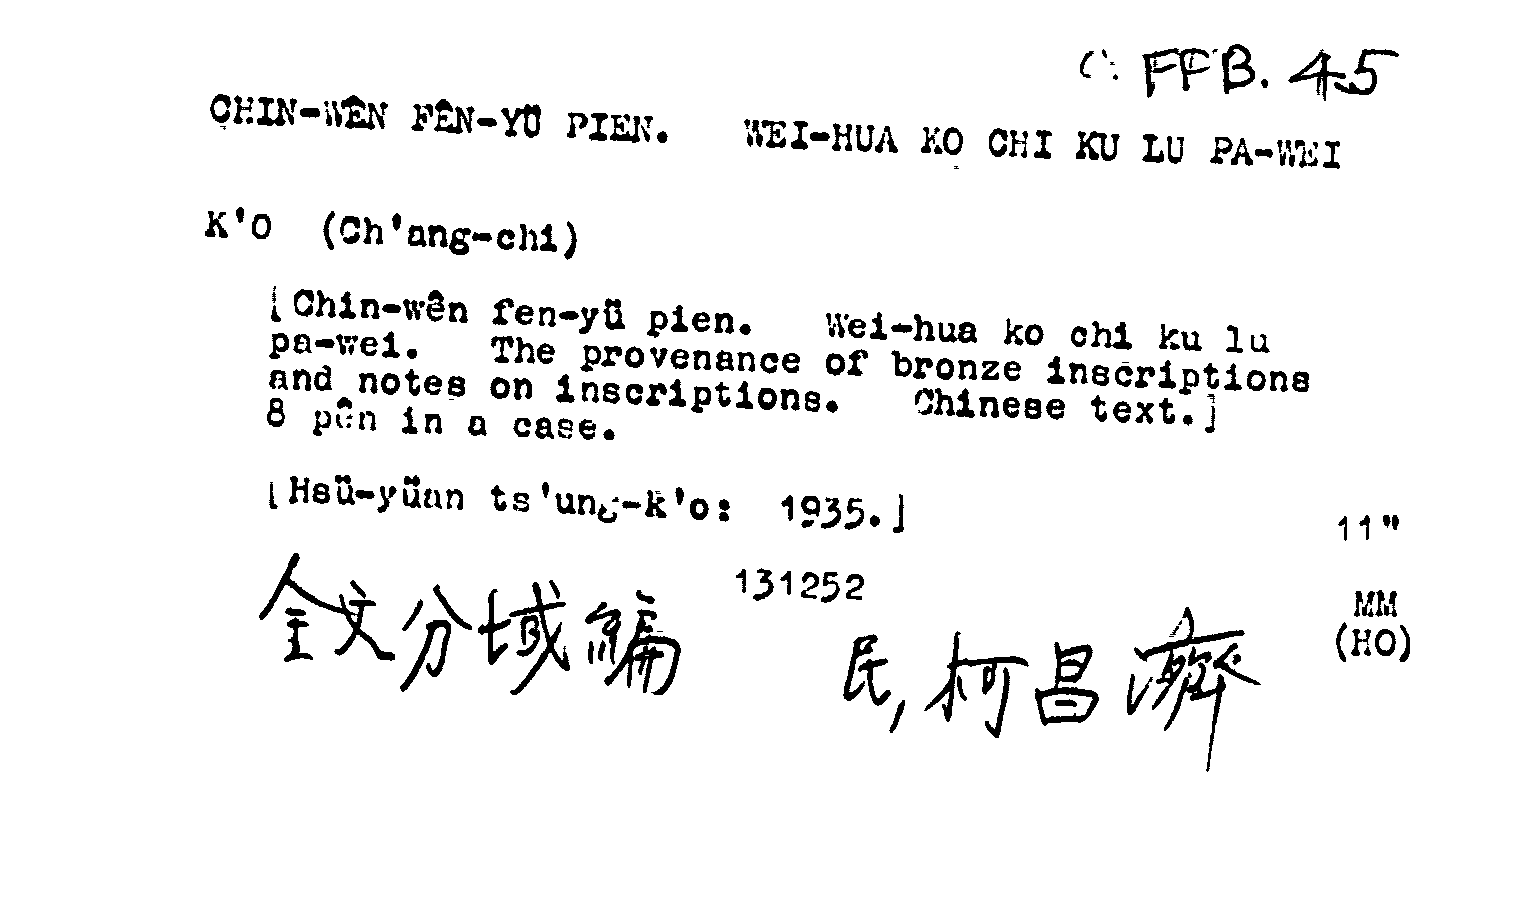 C. FFB. 45
CHIN-WÊN FÊN-YÜ PIEN. WEI-HUA KO CHI KU LU PA-WEI
K'O (Ch'ang-chi)
[Chin-wên fen-yü pien. Wei-hua ko chi ku lu
pa-wei. The provenance of bronze inscriptions
and notes on inscriptions. Chinese text.]
8 pên in a case.
[Hsü-yüan ts'ung-k'o: 1935.]
11"
131252
MM
(HO)
金文分域編
民, 柯昌濟